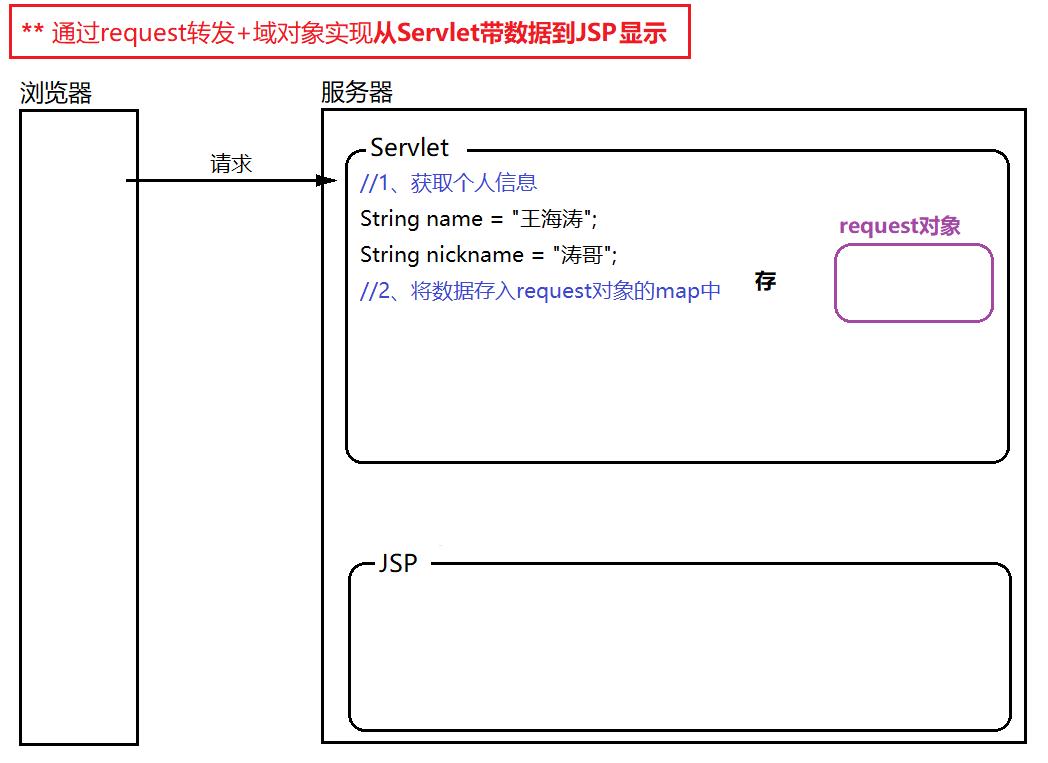 ** 通过request转发+域对象实现从Servlet带数据到JSP显示
浏览器
服务器
请求
Servlet
//1、获取个人信息
String name = "王海涛";
String nickname = "涛哥";
//2、将数据存入request对象的map中
存
request对象
JSP